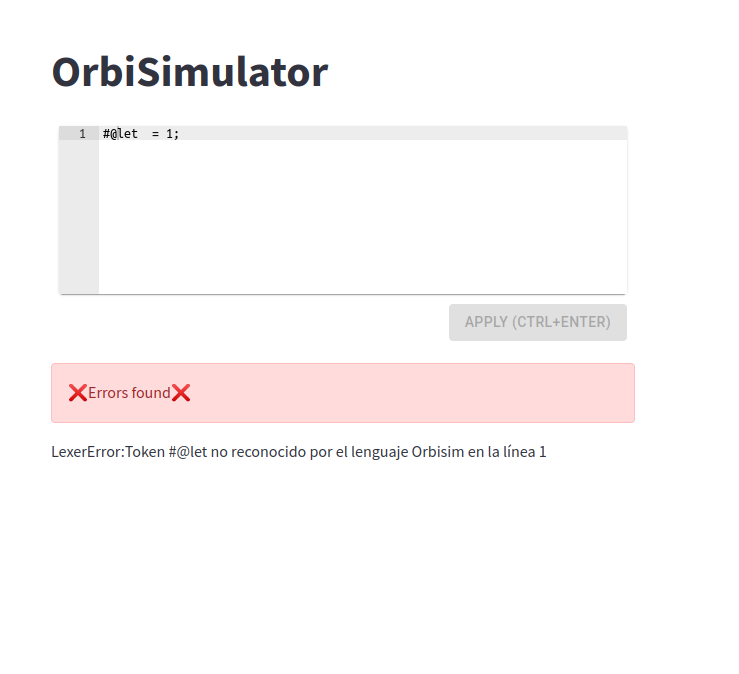 OrbiSimulator
1 #@let  = 1;
APPLY (CTRL+ENTER)
❌Errors found❌
LexerError:Token #@let no reconocido por el lenguaje Orbisim en la línea 1